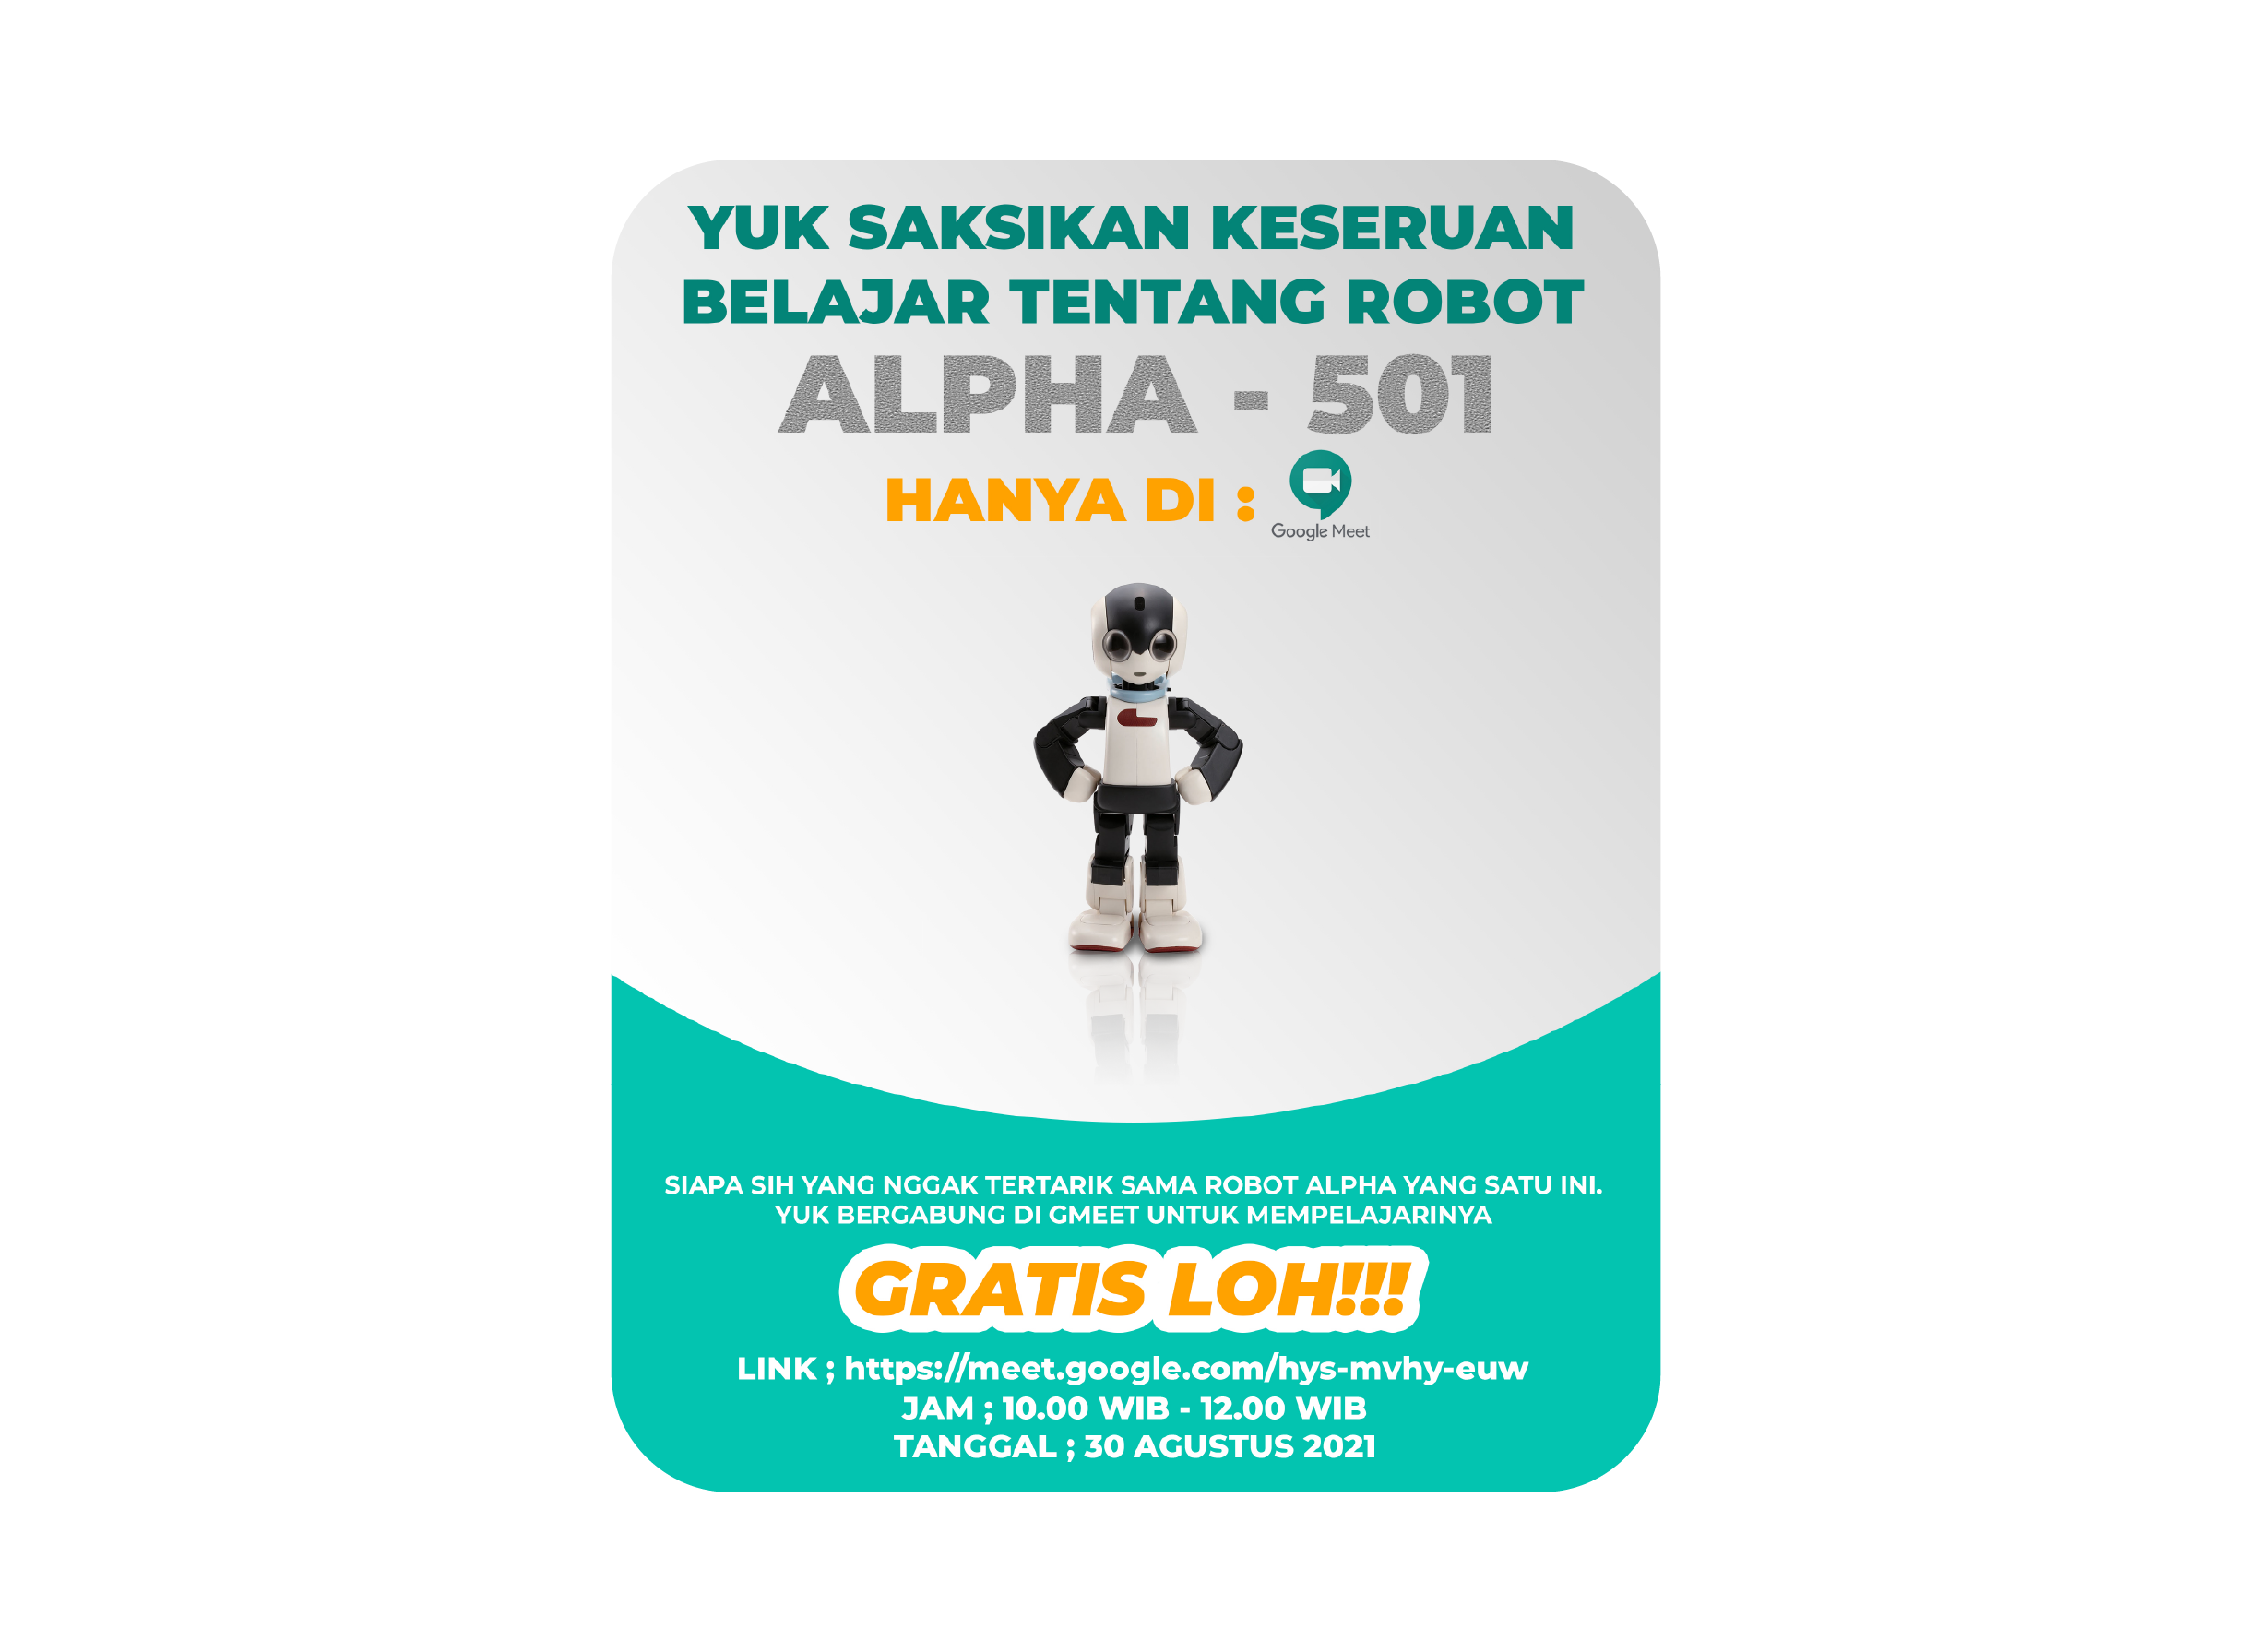 YUK SAKSIKAN KESERUAN
BELAJAR TENTANG ROBOT
ALPHA - 501
HANYA DI :
Google Meet
SIAPA SIH YANG NGGAK TERTARIK SAMA ROBOT ALPHA YANG SATU INI.
YUK BERGABUNG DI GMEET UNTUK MEMPELAJARINYA
GRATIS LOH!!!
LINK ; https://meet.google.com/hys-mvhy-euw
JAM ; 10.00 WIB - 12.00 WIB
TANGGAL ; 30 AGUSTUS 2021